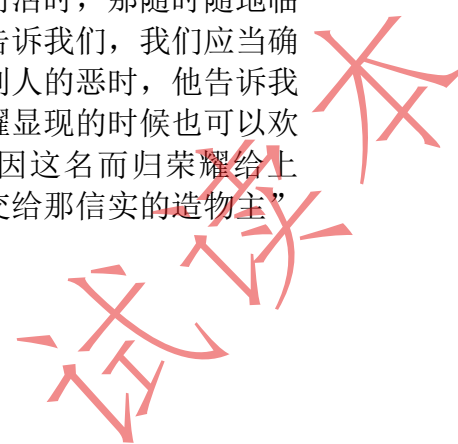 时，那随时随地临
告诉我们，我们应当确
别人的恶时，他告诉我
耀显现的时候也可以欢
因这名而归荣耀给上
交给那信实的造物主”
试读本